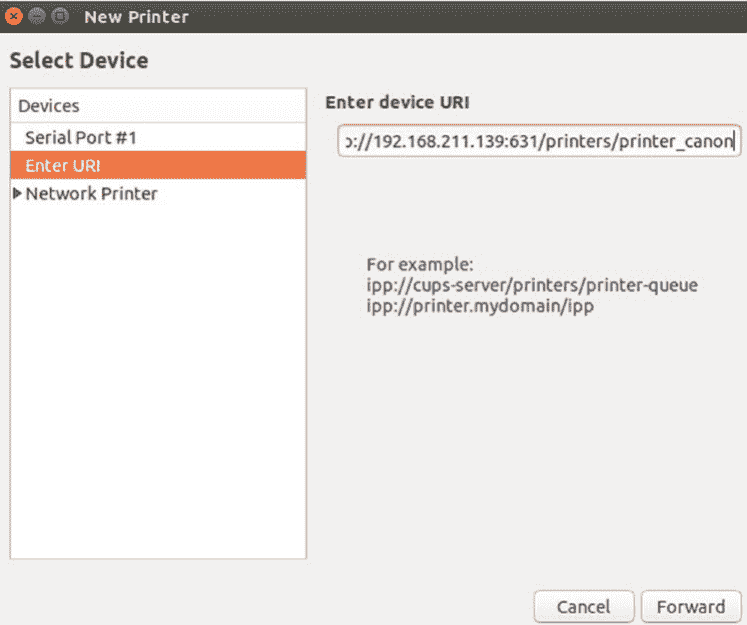 New Printer
Select Device
Devices
Serial Port #1
Enter URI
Network Printer
Enter device URI
://192.168.211.139:631/printers/printer_canon
For example:
ipp://cups-server/printers/printer-queue
ipp://printer.mydomain/ipp
Cancel
Forward